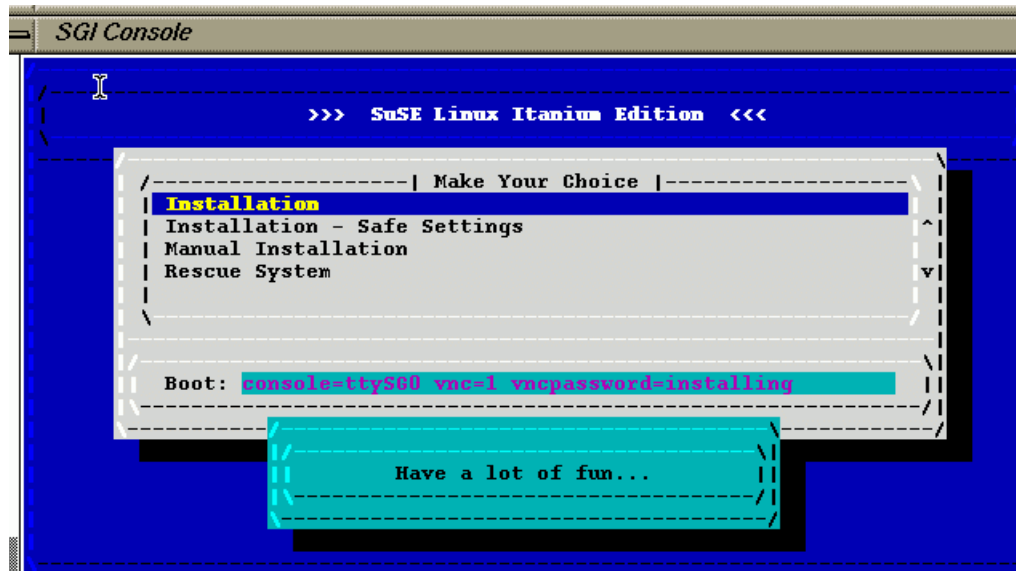 SGI Console
>>> SuSE Linux Itanium Edition <<<
Make Your Choice
Installation
Installation - Safe Settings
Manual Installation
Rescue System
Boot: console=ttySG0 vnc=1 vncpassword=installing
Have a lot of fun...